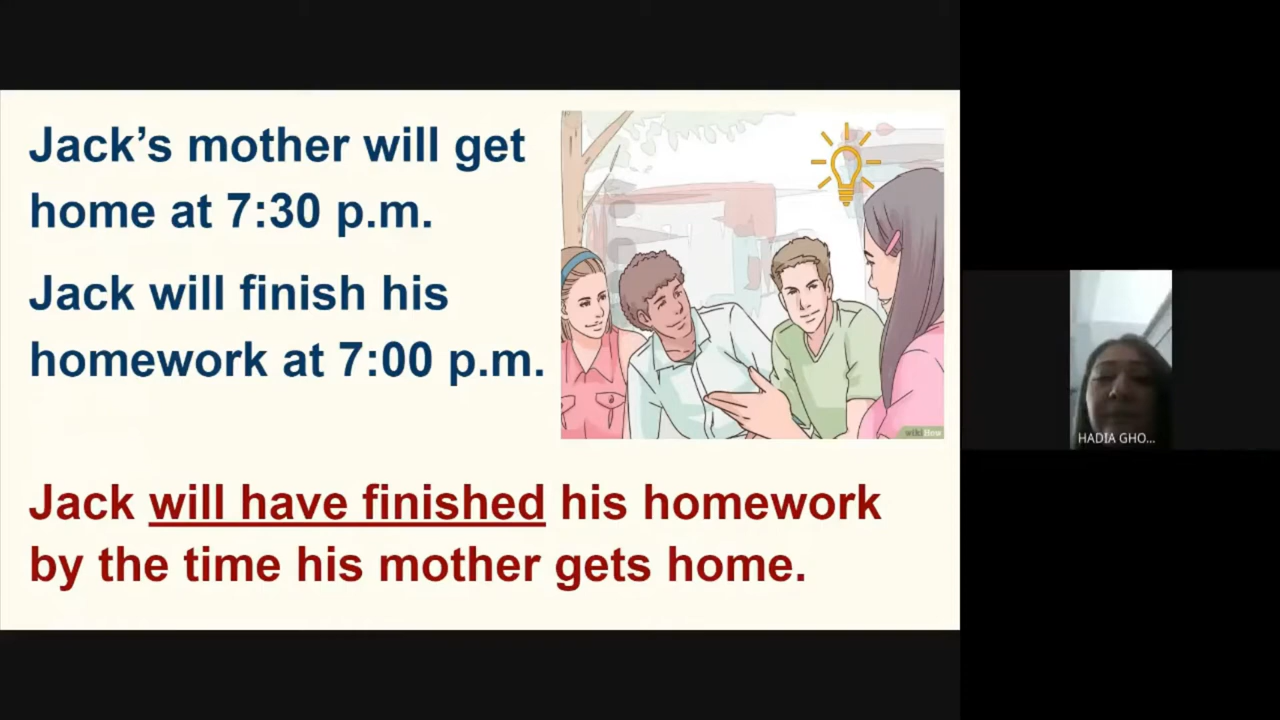 Jack’s mother will get
home at 7:30 p.m.
Jack will finish his
homework at 7:00 p.m.
wikiHow
Jack will have finished his homework
by the time his mother gets home.
HADIA GHO...